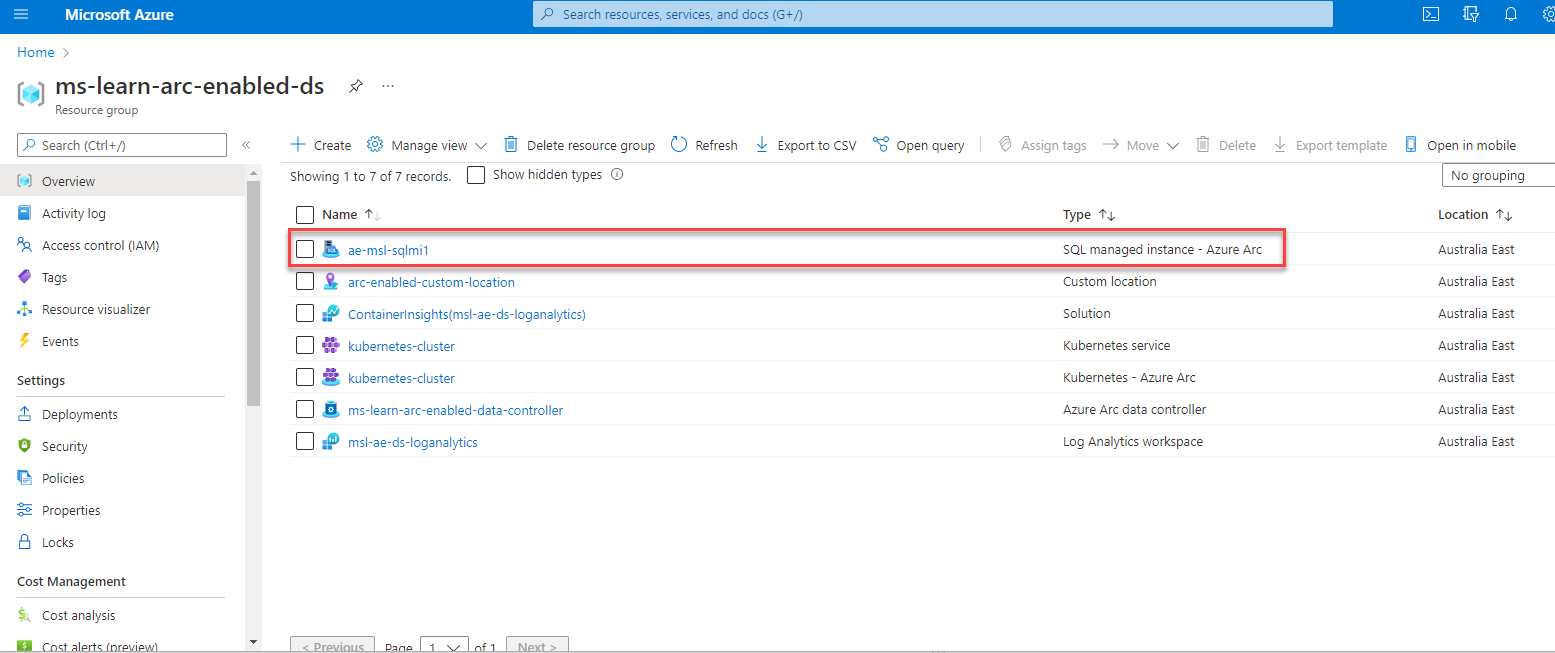 Microsoft Azure
Search resources, services, and docs (G+/)
Home
ms-learn-arc-enabled-ds
Resource group
Search (Ctrl+/)
Overview
Activity log
Access control (IAM)
Tags
Resource visualizer
Events
Settings
Deployments
Security
Policies
Properties
Locks
Cost Management
Cost analysis
Cost alerts (preview)
Create Manage view Delete resource group Refresh Export to CSV Open query Assign tags Move Delete Export template Open in mobile
Showing 1 to 7 of 7 records. Show hidden types No grouping
Name Type Location
ae-msl-sqlmi1 SQL managed instance - Azure Arc Australia East
arc-enabled-custom-location Custom location Australia East
ContainerInsights(msl-ae-ds-loganalytics) Solution Australia East
kubernetes-cluster Kubernetes service Australia East
kubernetes-cluster Kubernetes - Azure Arc Australia East
ms-learn-arc-enabled-data-controller Azure Arc data controller Australia East
msl-ae-ds-loganalytics Log Analytics workspace Australia East
< Previous Page 1 of 1 Next >